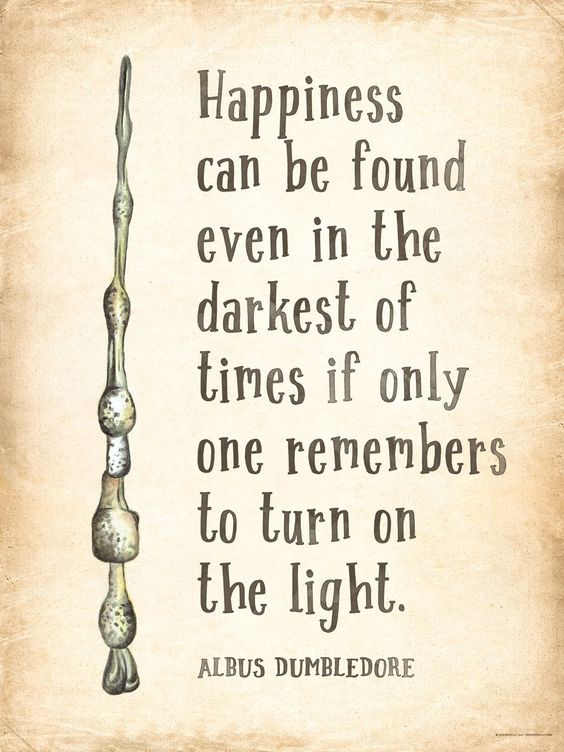 Happiness
can be found
even in the
darkest of
times if only
one remembers
to turn on
the light.
ALBUS DUMBLEDORE